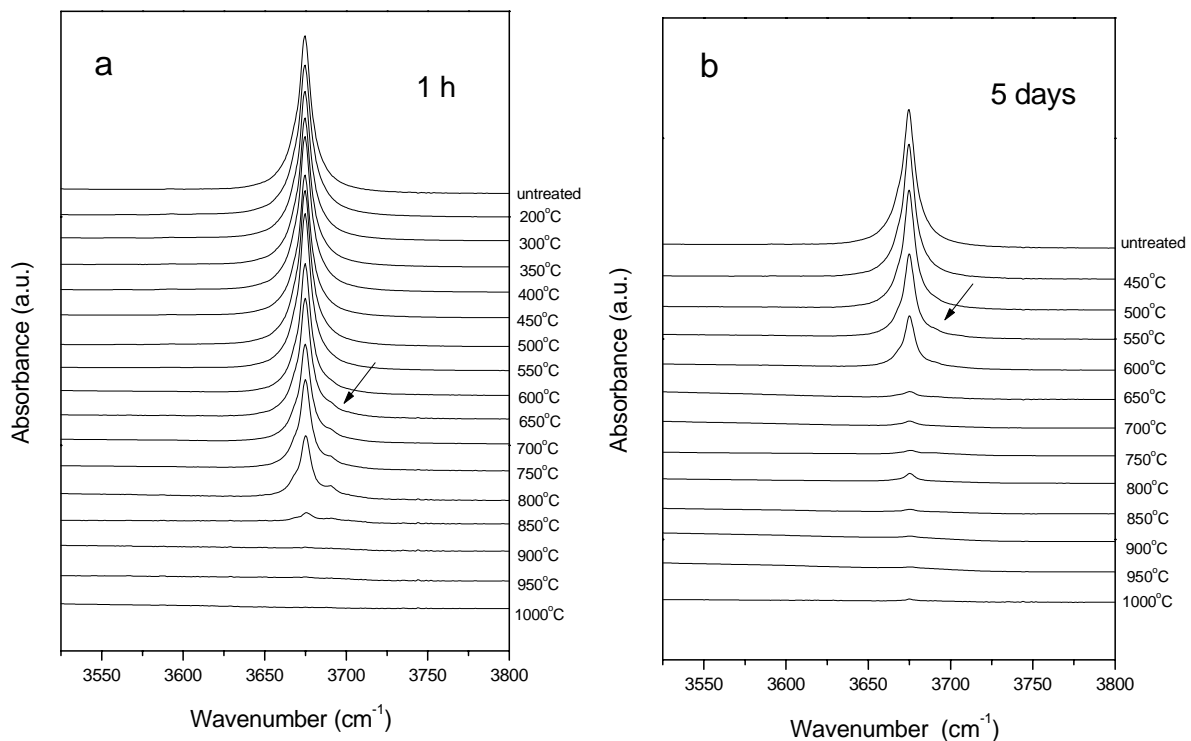 a
1 h
untreated
200°C
300°C
350°C
400°C
450°C
500°C
550°C
600°C
650°C
700°C
750°C
800°C
850°C
900°C
950°C
1000°C
Absorbance (a.u.)
3550 3600 3650 3700 3750 3800
Wavenumber (cm⁻¹)
b
5 days
untreated
450°C
500°C
550°C
600°C
650°C
700°C
750°C
800°C
850°C
900°C
950°C
1000°C
Absorbance (a.u.)
3550 3600 3650 3700 3750 3800
Wavenumber (cm⁻¹)